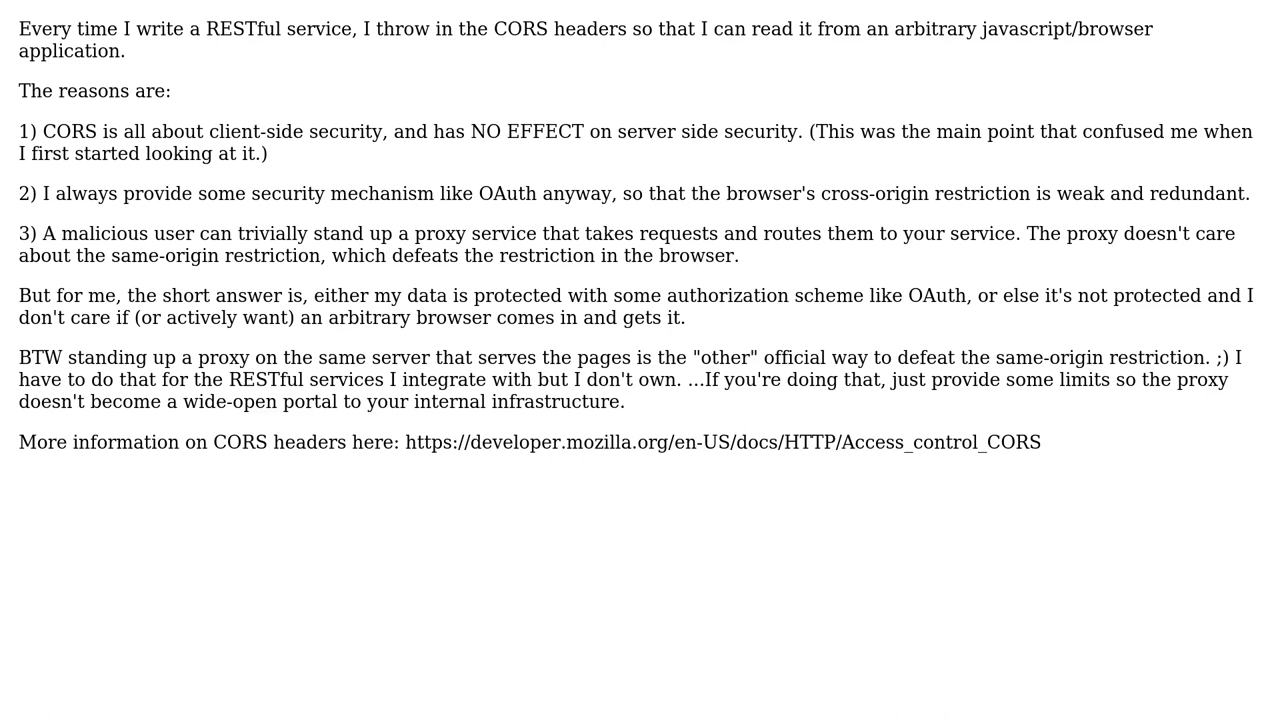 Every time I write a RESTful service, I throw in the CORS headers so that I can read it from an arbitrary javascript/browser
application.
The reasons are:
1) CORS is all about client-side security, and has NO EFFECT on server side security. (This was the main point that confused me when
I first started looking at it.)
2) I always provide some security mechanism like OAuth anyway, so that the browser's cross-origin restriction is weak and redundant.
3) A malicious user can trivially stand up a proxy service that takes requests and routes them to your service. The proxy doesn't care
about the same-origin restriction, which defeats the restriction in the browser.
But for me, the short answer is, either my data is protected with some authorization scheme like OAuth, or else it's not protected and I
don't care if (or actively want) an arbitrary browser comes in and gets it.
BTW standing up a proxy on the same server that serves the pages is the "other" official way to defeat the same-origin restriction. ;) I
have to do that for the RESTful services I integrate with but I don't own. ...If you're doing that, just provide some limits so the proxy
doesn't become a wide-open portal to your internal infrastructure.
More information on CORS headers here: https://developer.mozilla.org/en-US/docs/HTTP/Access_control_CORS